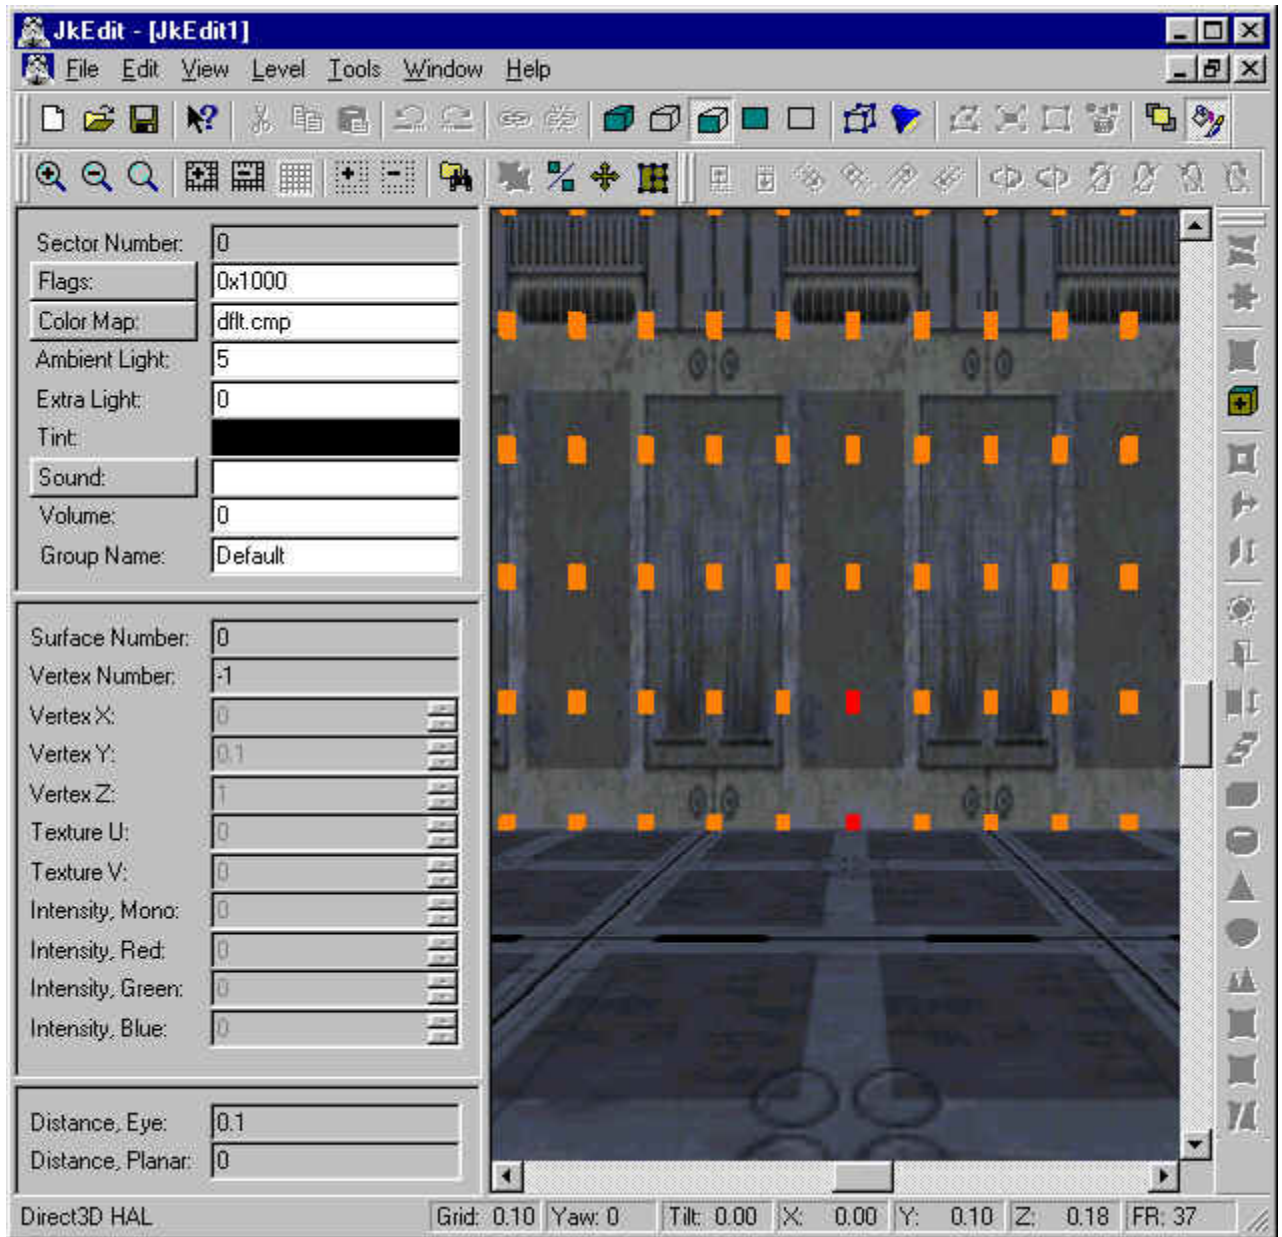 JkEdit - [JkEdit1]
File Edit View Level Tools Window Help
Sector Number: 0
Flags: 0x1000
Color Map: dflt.cmp
Ambient Light: 5
Extra Light: 0
Tint:
Sound:
Volume: 0
Group Name: Default
Surface Number: 0
Vertex Number: -1
Vertex X: 0
Vertex Y: 0.1
Vertex Z: 1
Texture U: 0
Texture V: 0
Intensity, Mono: 0
Intensity, Red: 0
Intensity, Green: 0
Intensity, Blue: 0
Distance, Eye: 0.1
Distance, Planar: 0
Direct3D HAL Grid: 0.10 Yaw: 0 Tilt: 0.00 X: 0.00 Y: 0.10 Z: 0.18 FR: 37